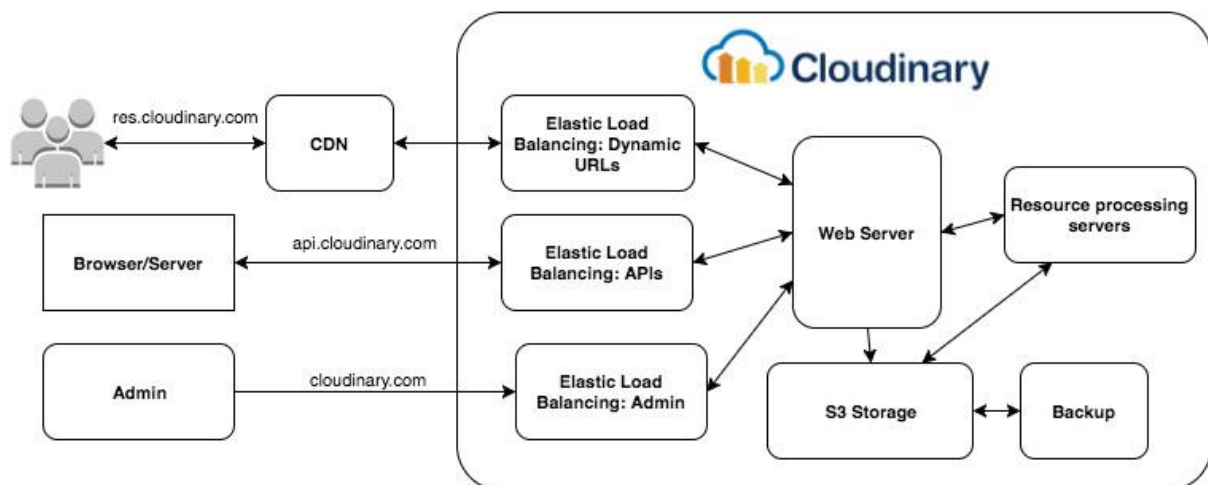 Cloudinary
res.cloudinary.com
CDN
Elastic Load
Balancing: Dynamic
URLs
Web Server
Resource processing
servers
Browser/Server
api.cloudinary.com
Elastic Load
Balancing: APIs
Admin
cloudinary.com
Elastic Load
Balancing: Admin
S3 Storage
Backup